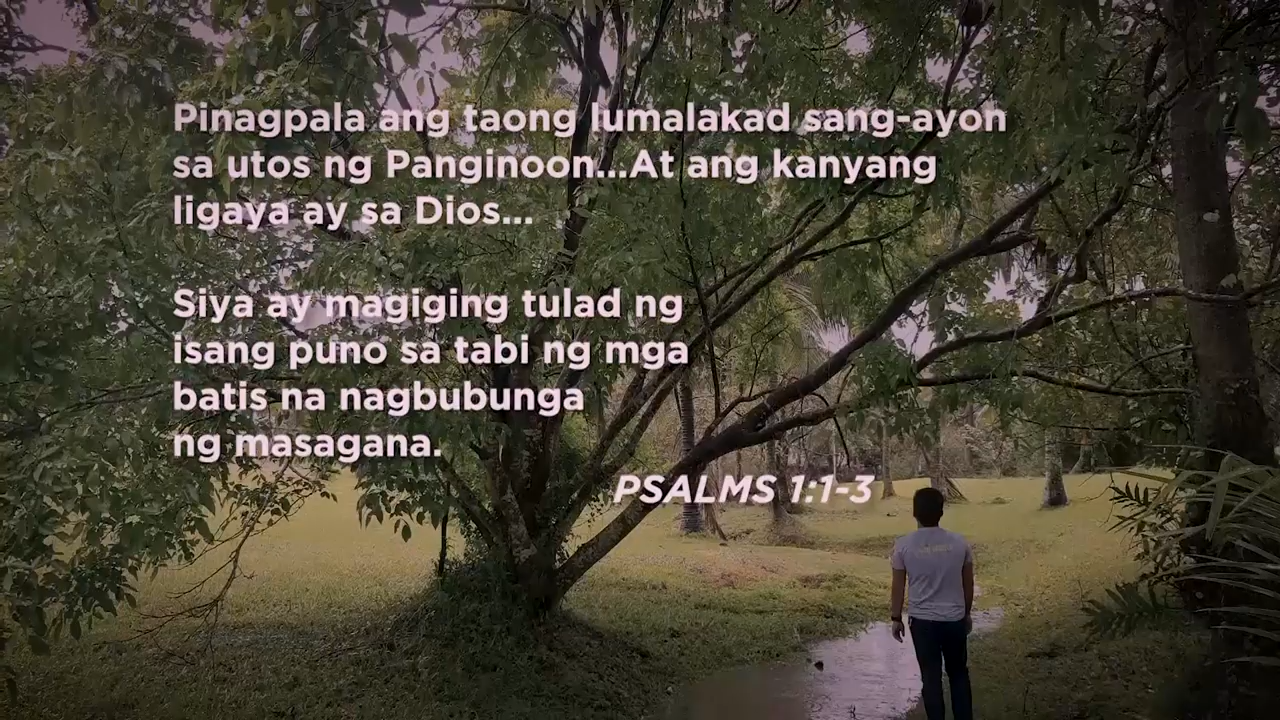 Pinagpala ang taong lumalakad sang-ayon
sa utos ng Panginoon...At ang kanyang
ligaya ay sa Dios...
Siya ay magiging tulad ng
isang puno sa tabi ng mga
batis na nagbubunga
ng masagana.
PSALMS 1:1-3